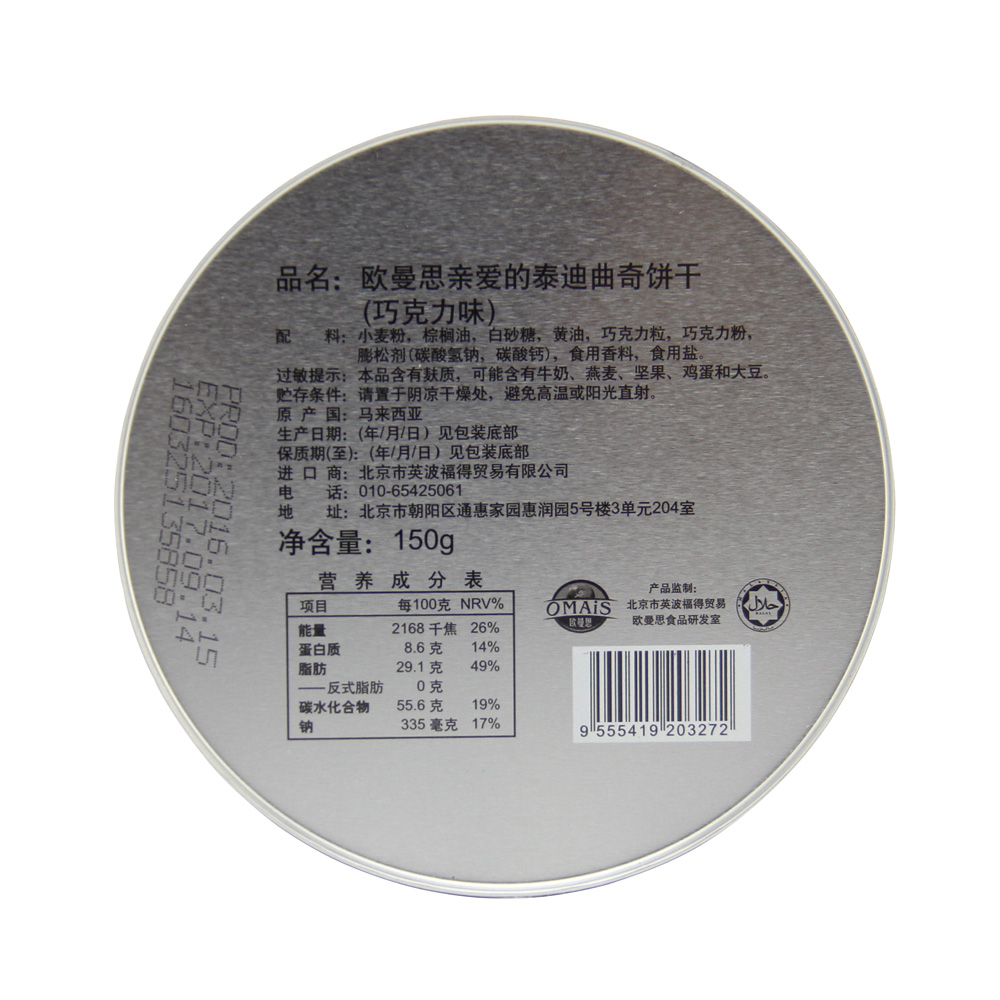 品名：欧曼思亲爱的泰迪曲奇饼干
(巧克力味)
配　料：小麦粉，棕榈油，白砂糖，黄油，巧克力粒，巧克力粉，
膨松剂(碳酸氢钠，碳酸钙)，食用香料，食用盐。
过敏提示：本品含有麸质，可能含有牛奶、燕麦、坚果、鸡蛋和大豆。
贮存条件：请置于阴凉干燥处，避免高温或阳光直射。
原 产 国：马来西亚
生产日期：(年/月/日）见包装底部
保质期(至)：(年/月/日）见包装底部
进 口 商：北京市英波福得贸易有限公司
电　话：010-65425061
地　址：北京市朝阳区通惠家园惠润园5号楼3单元204室
净含量：150g
营 养 成 分 表
项目 每100克 NRV%
能量 2168 千焦 26%
蛋白质 8.6 克 14%
脂肪 29.1 克 49%
——反式脂肪 0 克
碳水化合物 55.6 克 19%
钠 335 毫克 17%
OMAiS
欧曼思
产品监制：
北京市英波福得贸易
欧曼思食品研发室
حلال
HALAL
9 555419 203272
PROD:2016.03.15
EXP:2017.09.14
160325135858